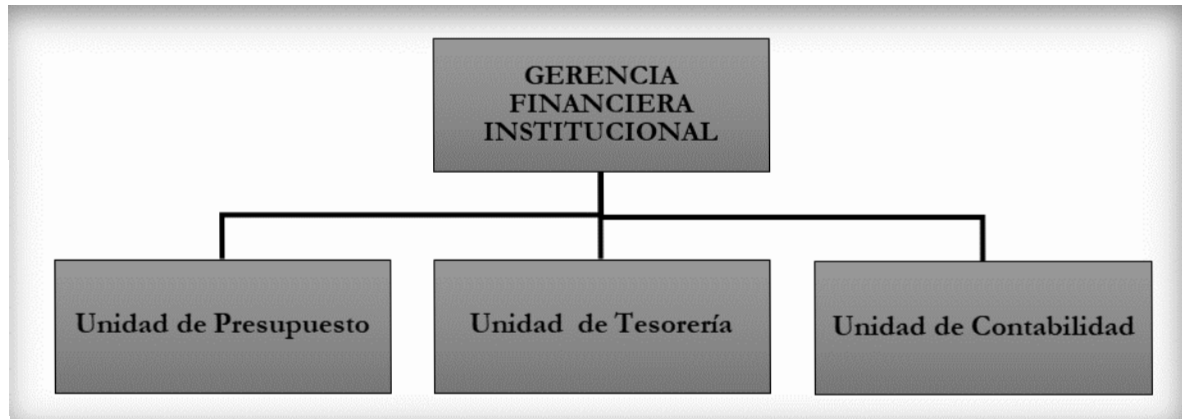 GERENCIA
FINANCIERA
INSTITUCIONAL
Unidad de Presupuesto
Unidad de Tesorería
Unidad de Contabilidad